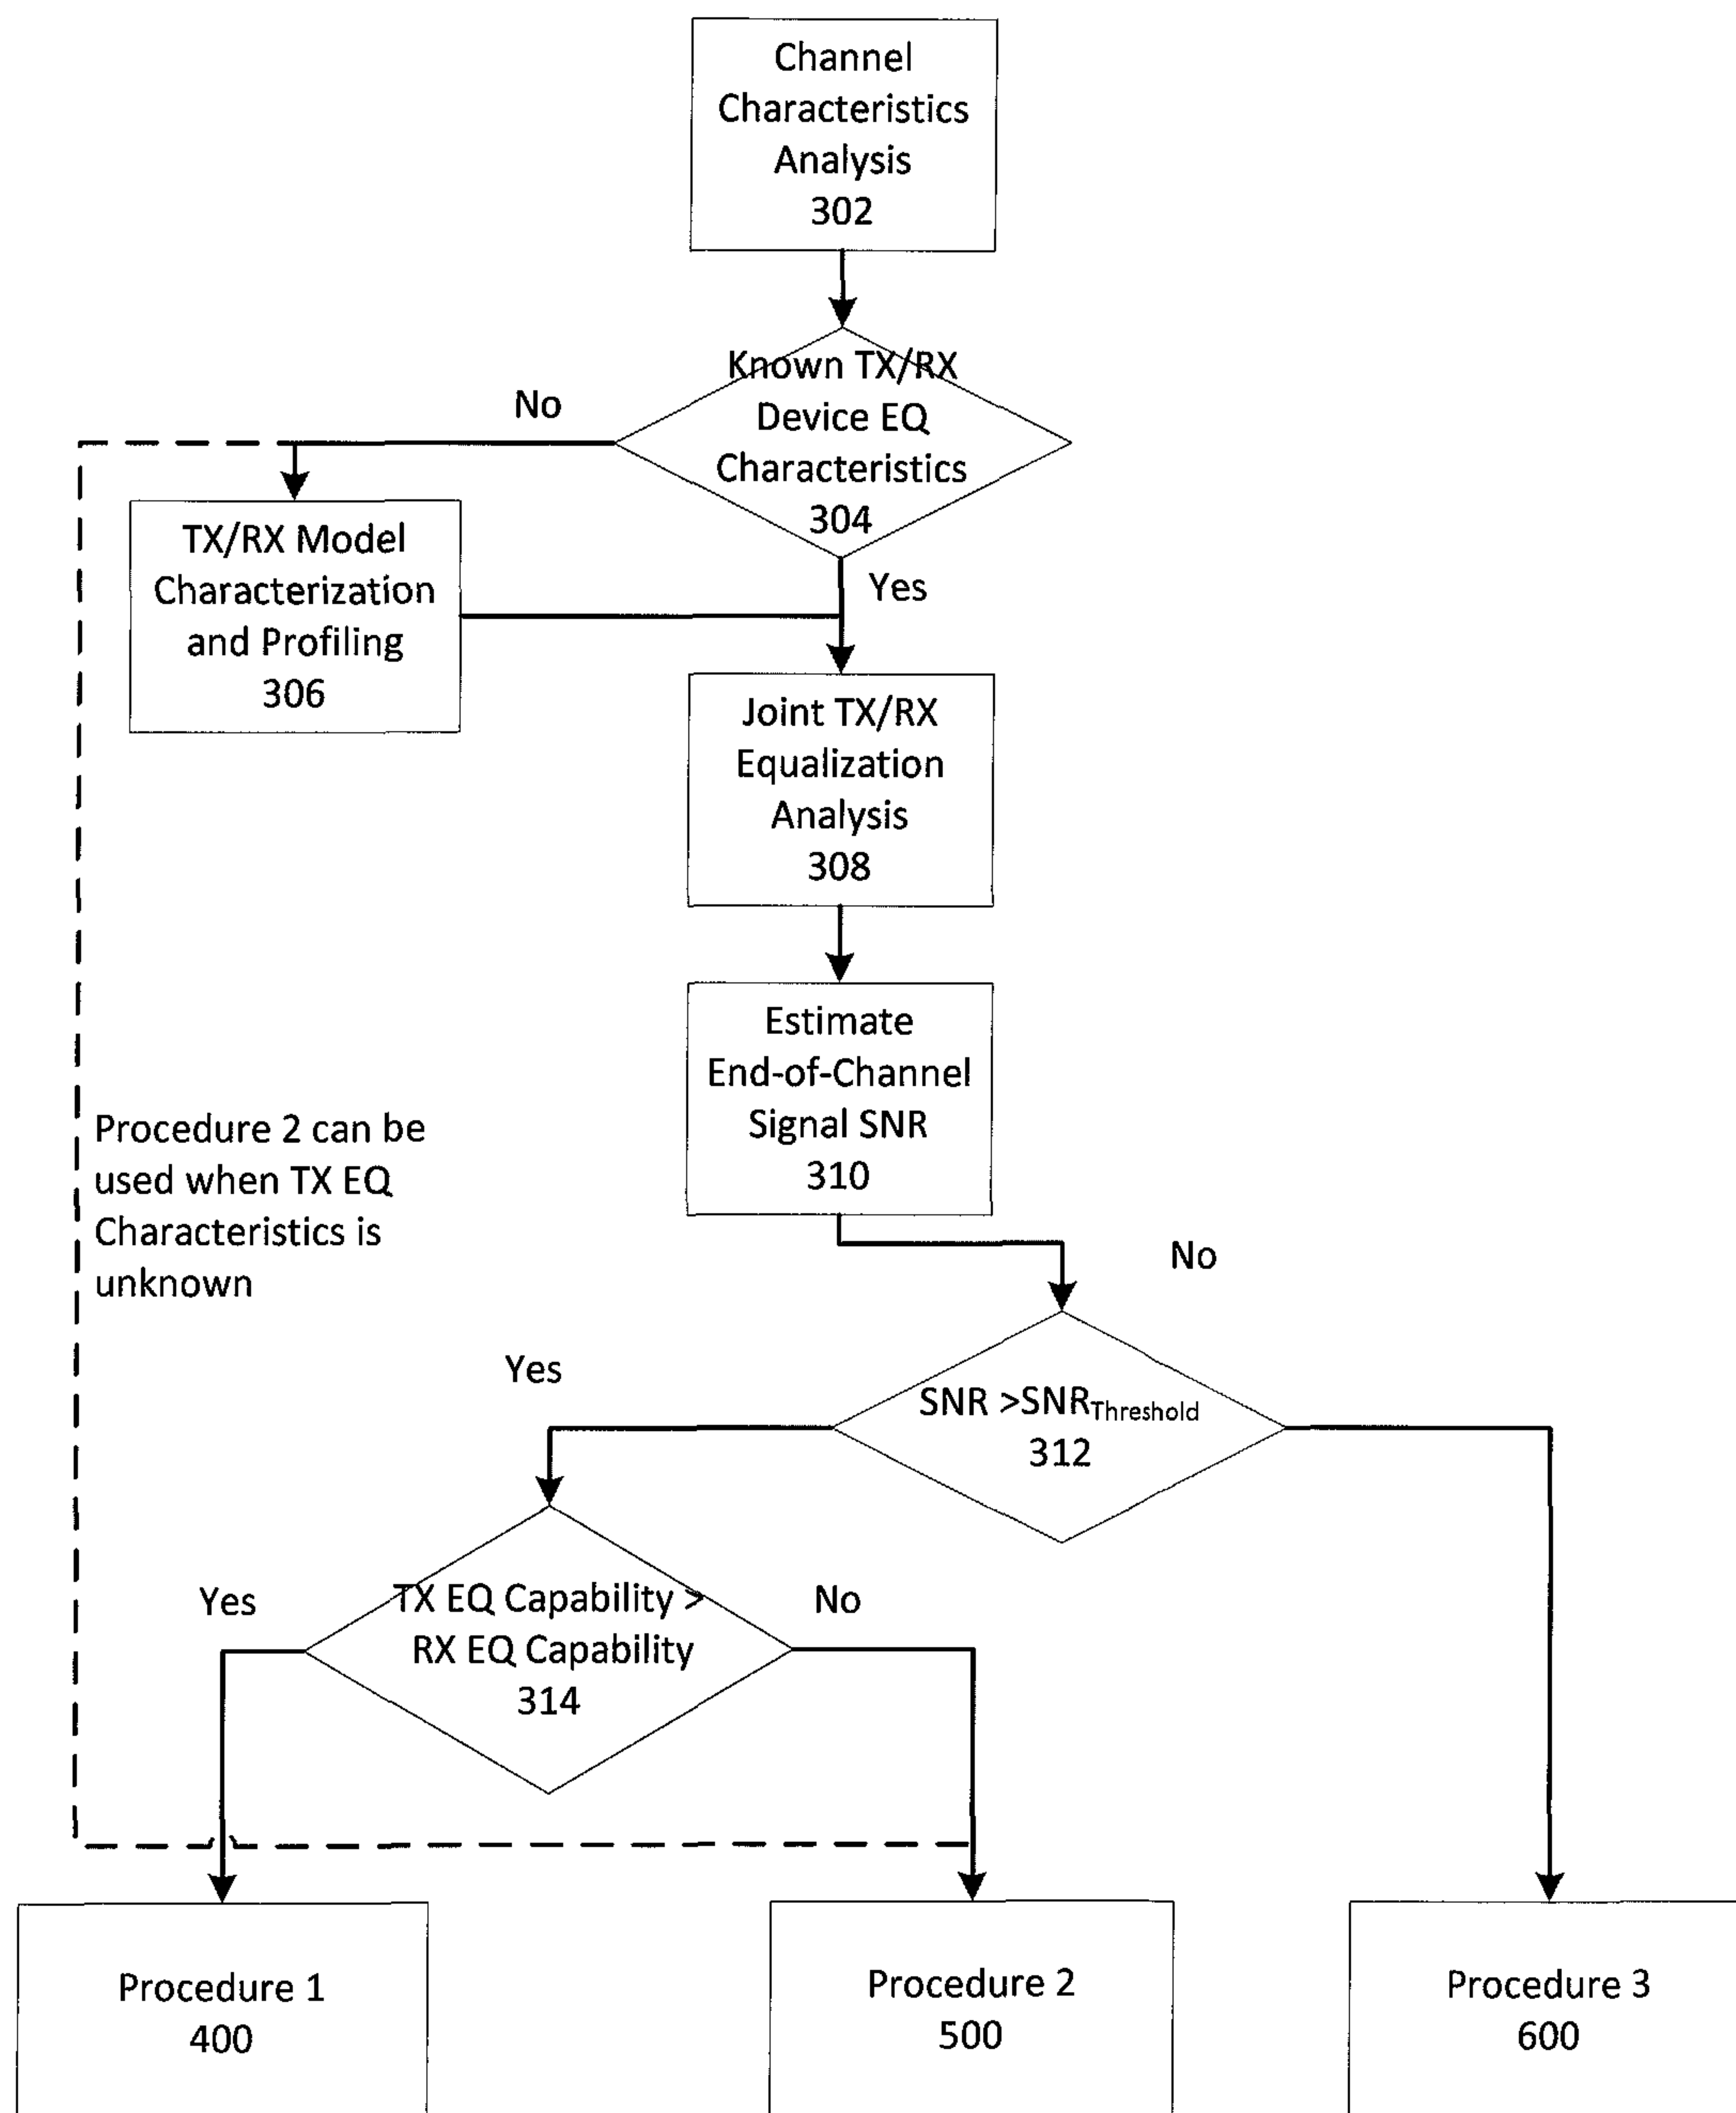 Channel
Characteristics
Analysis
302
Known TX/RX
Device EQ
Characteristics
304
No
Yes
TX/RX Model
Characterization
and Profiling
306
Joint TX/RX
Equalization
Analysis
308
Estimate
End-of-Channel
Signal SNR
310
Procedure 2 can be
used when TX EQ
Characteristics is
unknown
No
Yes
SNR >SNRThreshold
312
Yes
TX EQ Capability >
RX EQ Capability
314
No
Procedure 1
400
Procedure 2
500
Procedure 3
600